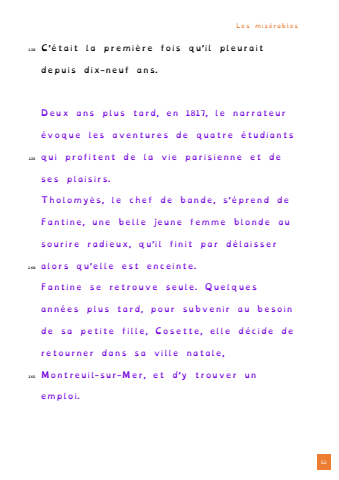 Les misérables
130 C'était la première fois qu'il pleurait
depuis dix-neuf ans.
Deux ans plus tard, en 1817, le narrateur
évoque les aventures de quatre étudiants
135 qui profitent de la vie parisienne et de
ses plaisirs.
Tholomyès, le chef de bande, s'éprend de
Fantine, une belle jeune femme blonde au
sourire radieux, qu'il finit par délaisser
140 alors qu'elle est enceinte.
Fantine se retrouve seule. Quelques
années plus tard, pour subvenir au besoin
de sa petite fille, Cosette, elle décide de
retourner dans sa ville natale,
145 Montreuil-sur-Mer, et d'y trouver un
emploi.